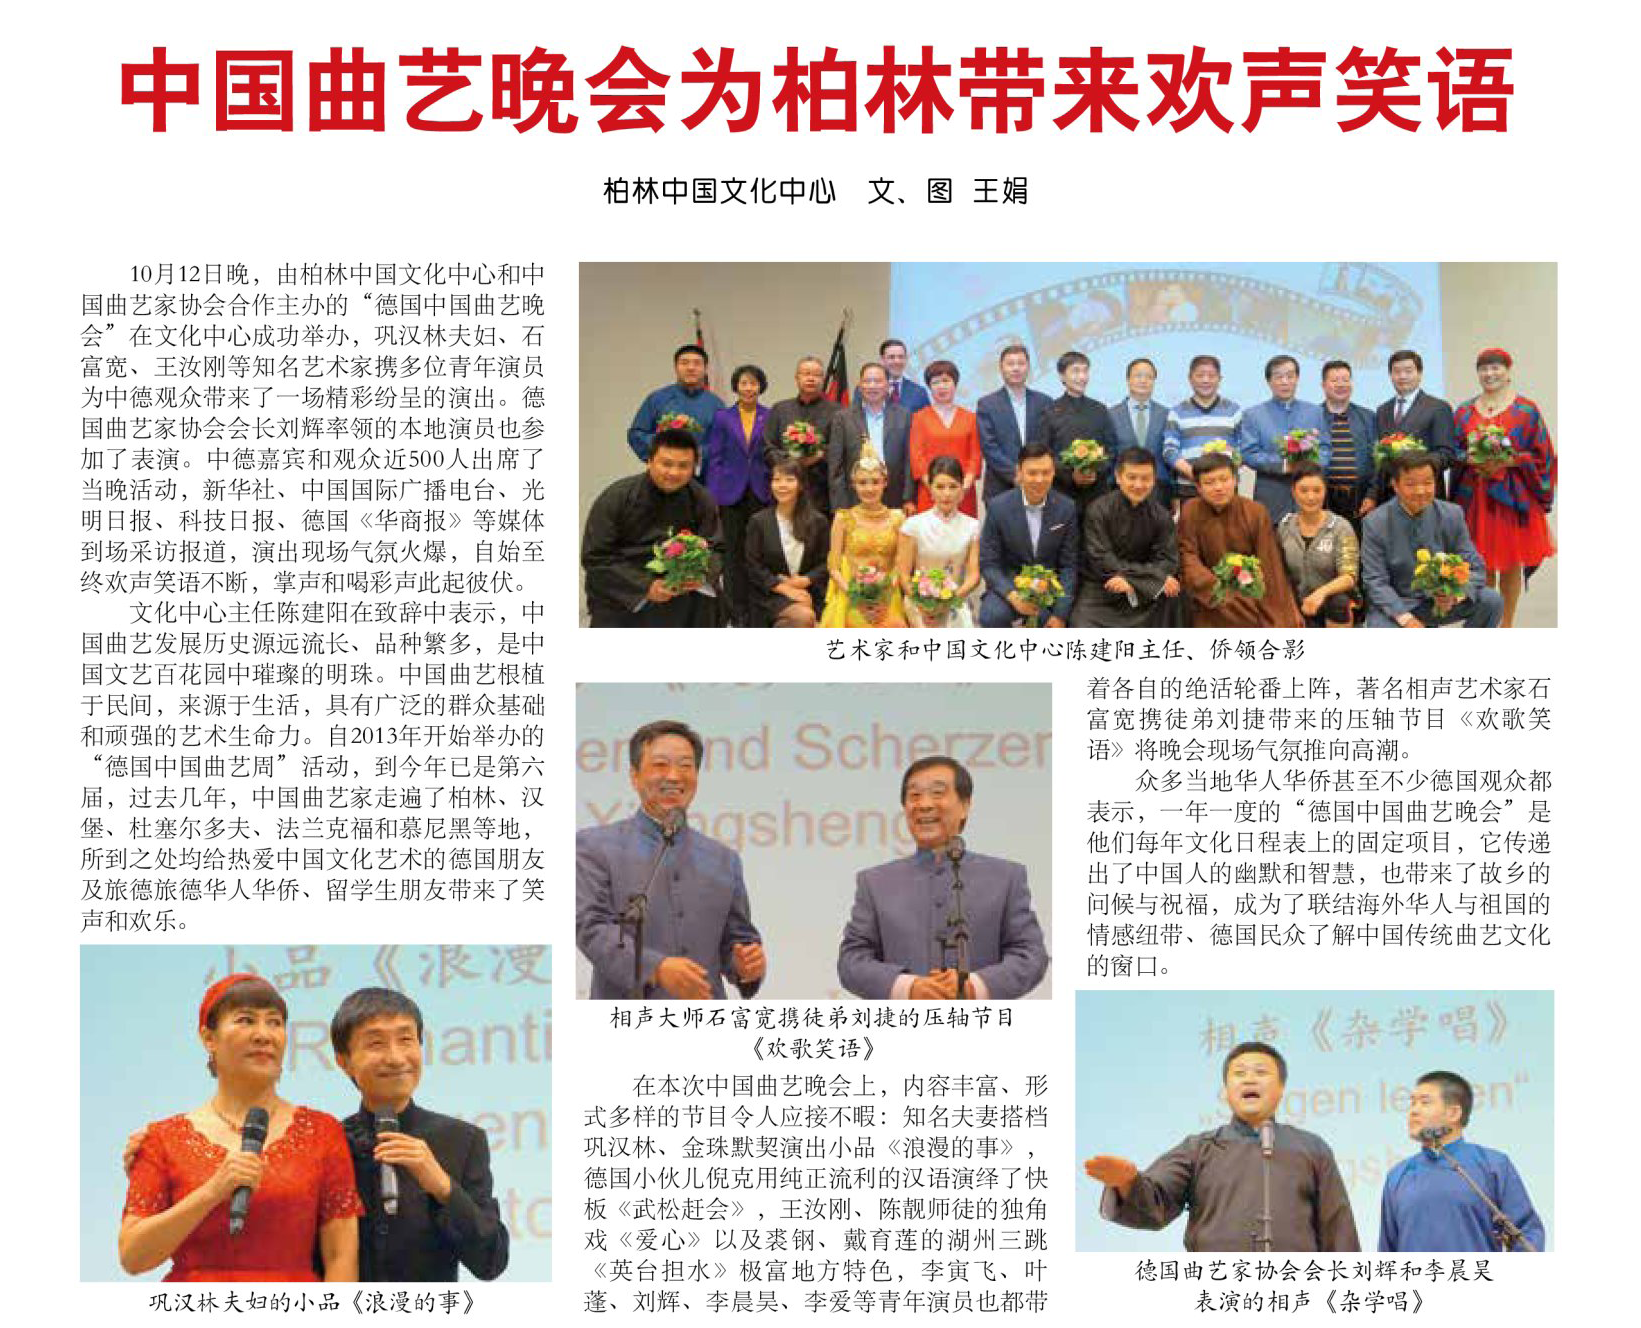 中国曲艺晚会为柏林带来欢声笑语
柏林中国文化中心 文、图 王娟
10月12日晚，由柏林中国文化中心和中
国曲艺家协会合作主办的“德国中国曲艺晚
会”在文化中心成功举办，巩汉林夫妇、石
富宽、王汝刚等知名艺术家携多位青年演员
为中德观众带来了一场精彩纷呈的演出。德
国曲艺家协会会长刘辉率领的本地演员也参
加了表演。中德嘉宾和观众近500人出席了
当晚活动，新华社、中国国际广播电台、光
明日报、科技日报、德国《华商报》等媒体
到场采访报道，演出现场气氛火爆，自始至
终欢声笑语不断，掌声和喝彩声此起彼伏。
文化中心主任陈建阳在致辞中表示，中
国曲艺发展历史源远流长、品种繁多，是中
国文艺百花园中璀璨的明珠。中国曲艺根植
于民间，来源于生活，具有广泛的群众基础
和顽强的艺术生命力。自2013年开始举办的
“德国中国曲艺周”活动，到今年已是第六
届，过去几年，中国曲艺家走遍了柏林、汉
堡、杜塞尔多夫、法兰克福和慕尼黑等地，
所到之处均给热爱中国文化艺术的德国朋友
及旅德旅德华人华侨、留学生朋友带来了笑
声和欢乐。
小品《浪漫
Romanti
en
to
巩汉林夫妇的小品《浪漫的事》
艺术家和中国文化中心陈建阳主任、侨领合影
en und Scherzen
Xiangsheng
相声大师石富宽携徒弟刘捷的压轴节目
《欢歌笑语》
在本次中国曲艺晚会上，内容丰富、形
式多样的节目令人应接不暇：知名夫妻搭档
巩汉林、金珠默契演出小品《浪漫的事》，
德国小伙儿倪克用纯正流利的汉语演绎了快
板《武松赶会》，王汝刚、陈靓师徒的独角
戏《爱心》以及裘钢、戴育莲的湖州三跳
《英台担水》极富地方特色，李寅飞、叶
蓬、刘辉、李晨昊、李爱等青年演员也都带
着各自的绝活轮番上阵，著名相声艺术家石
富宽携徒弟刘捷带来的压轴节目《欢歌笑
语》将晚会现场气氛推向高潮。
众多当地华人华侨甚至不少德国观众都
表示，一年一度的“德国中国曲艺晚会”是
他们每年文化日程表上的固定项目，它传递
出了中国人的幽默和智慧，也带来了故乡的
问候与祝福，成为了联结海外华人与祖国的
情感纽带、德国民众了解中国传统曲艺文化
的窗口。
相声《杂学唱》
德国曲艺家协会会长刘辉和李晨昊
表演的相声《杂学唱》